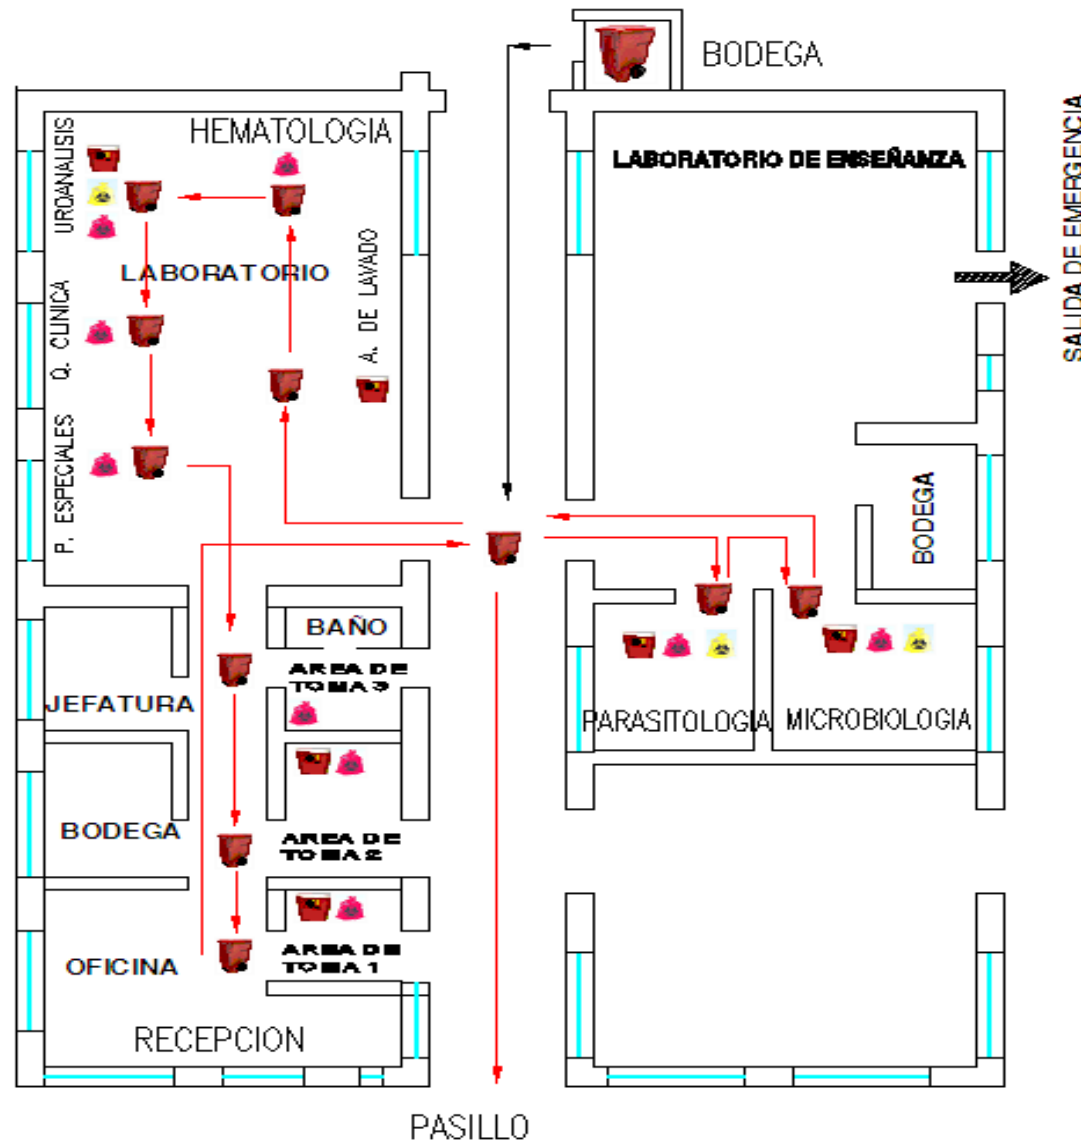 BODEGA
HEMATOLOGIA
LABORATORIO DE ENSEÑANZA
SALIDA DE EMERGENCIA
UROANALISIS
LABORATORIO
A. DE LAVADO
Q. CLINICA
P. ESPECIALES
BODEGA
BAÑO
AREA DE
TOMA 3
JEFATURA
PARASITOLOGIA
MICROBIOLOGIA
BODEGA
AREA DE
TOMA 2
OFICINA
AREA DE
TOMA 1
RECEPCION
PASILLO